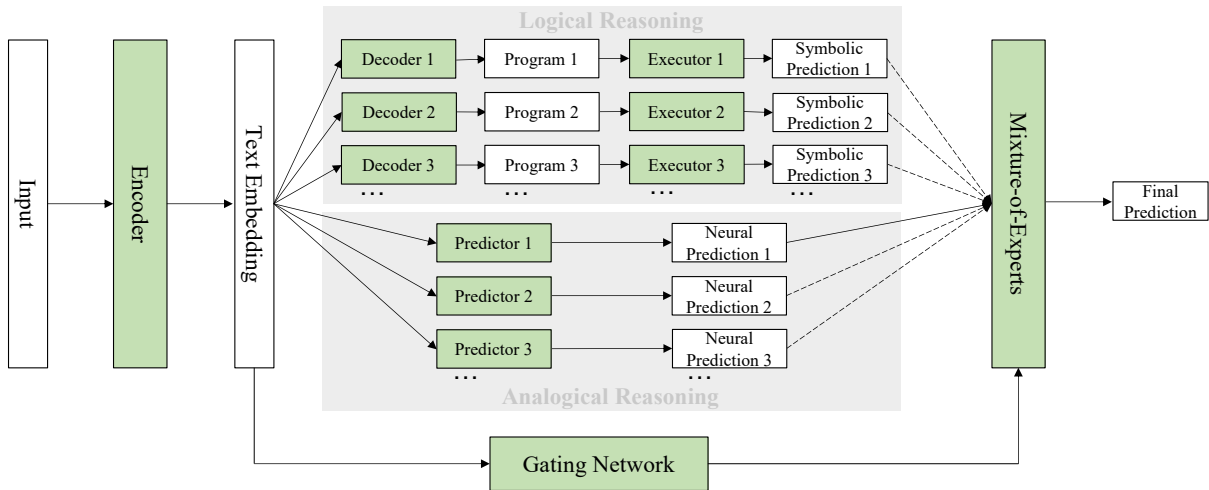 Logical Reasoning
Input
Encoder
Text Embedding
Decoder 1
Program 1
Executor 1
Symbolic
Prediction 1
Decoder 2
Program 2
Executor 2
Symbolic
Prediction 2
Decoder 3
Program 3
Executor 3
Symbolic
Prediction 3
...
...
...
...
Predictor 1
Neural
Prediction 1
Predictor 2
Neural
Prediction 2
Predictor 3
Neural
Prediction 3
...
...
Analogical Reasoning
Gating Network
Mixture-of-Experts
Final
Prediction